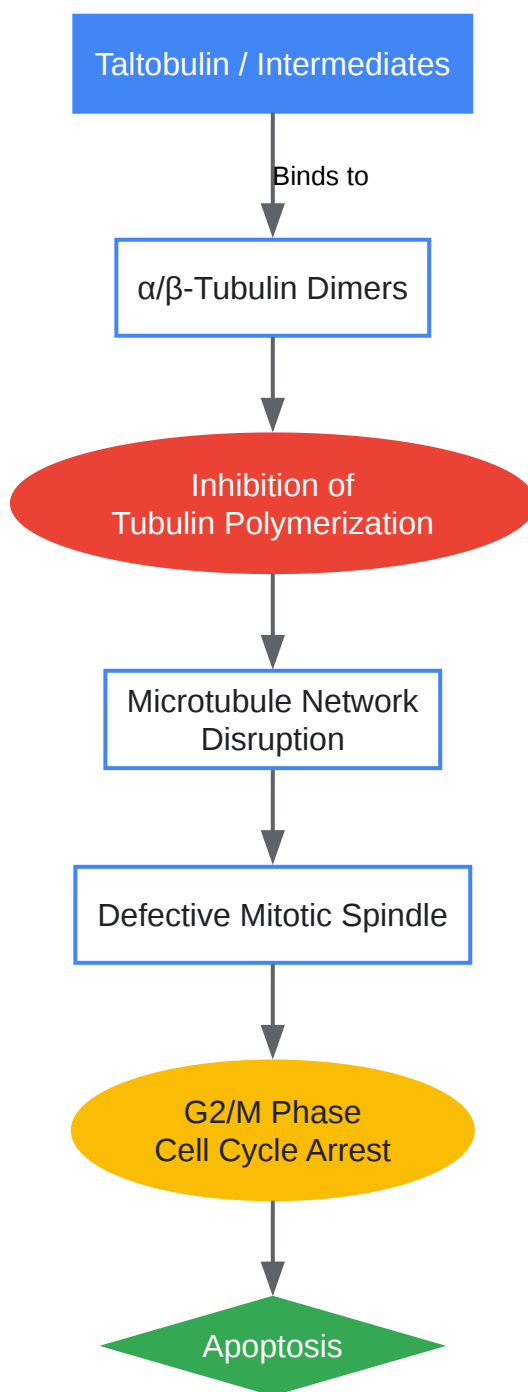 Taltobulin / Intermediates
Binds to
α/β-Tubulin Dimers
Inhibition of
Tubulin Polymerization
Microtubule Network
Disruption
Defective Mitotic Spindle
G2/M Phase
Cell Cycle Arrest
Apoptosis